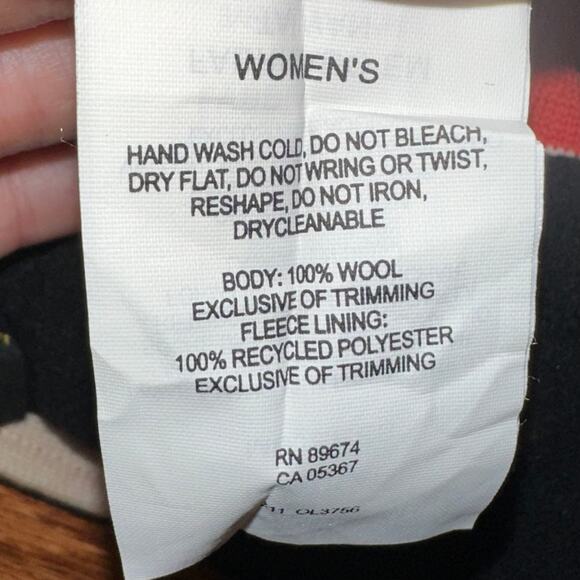 WOMEN'S
HAND WASH COLD, DO NOT BLEACH,
DRY FLAT, DO NOT WRING OR TWIST,
RESHAPE, DO NOT IRON,
DRYCLEANABLE
BODY: 100% WOOL
EXCLUSIVE OF TRIMMING
FLEECE LINING:
100% RECYCLED POLYESTER
EXCLUSIVE OF TRIMMING
RN 89674
CA 05367
OL3756